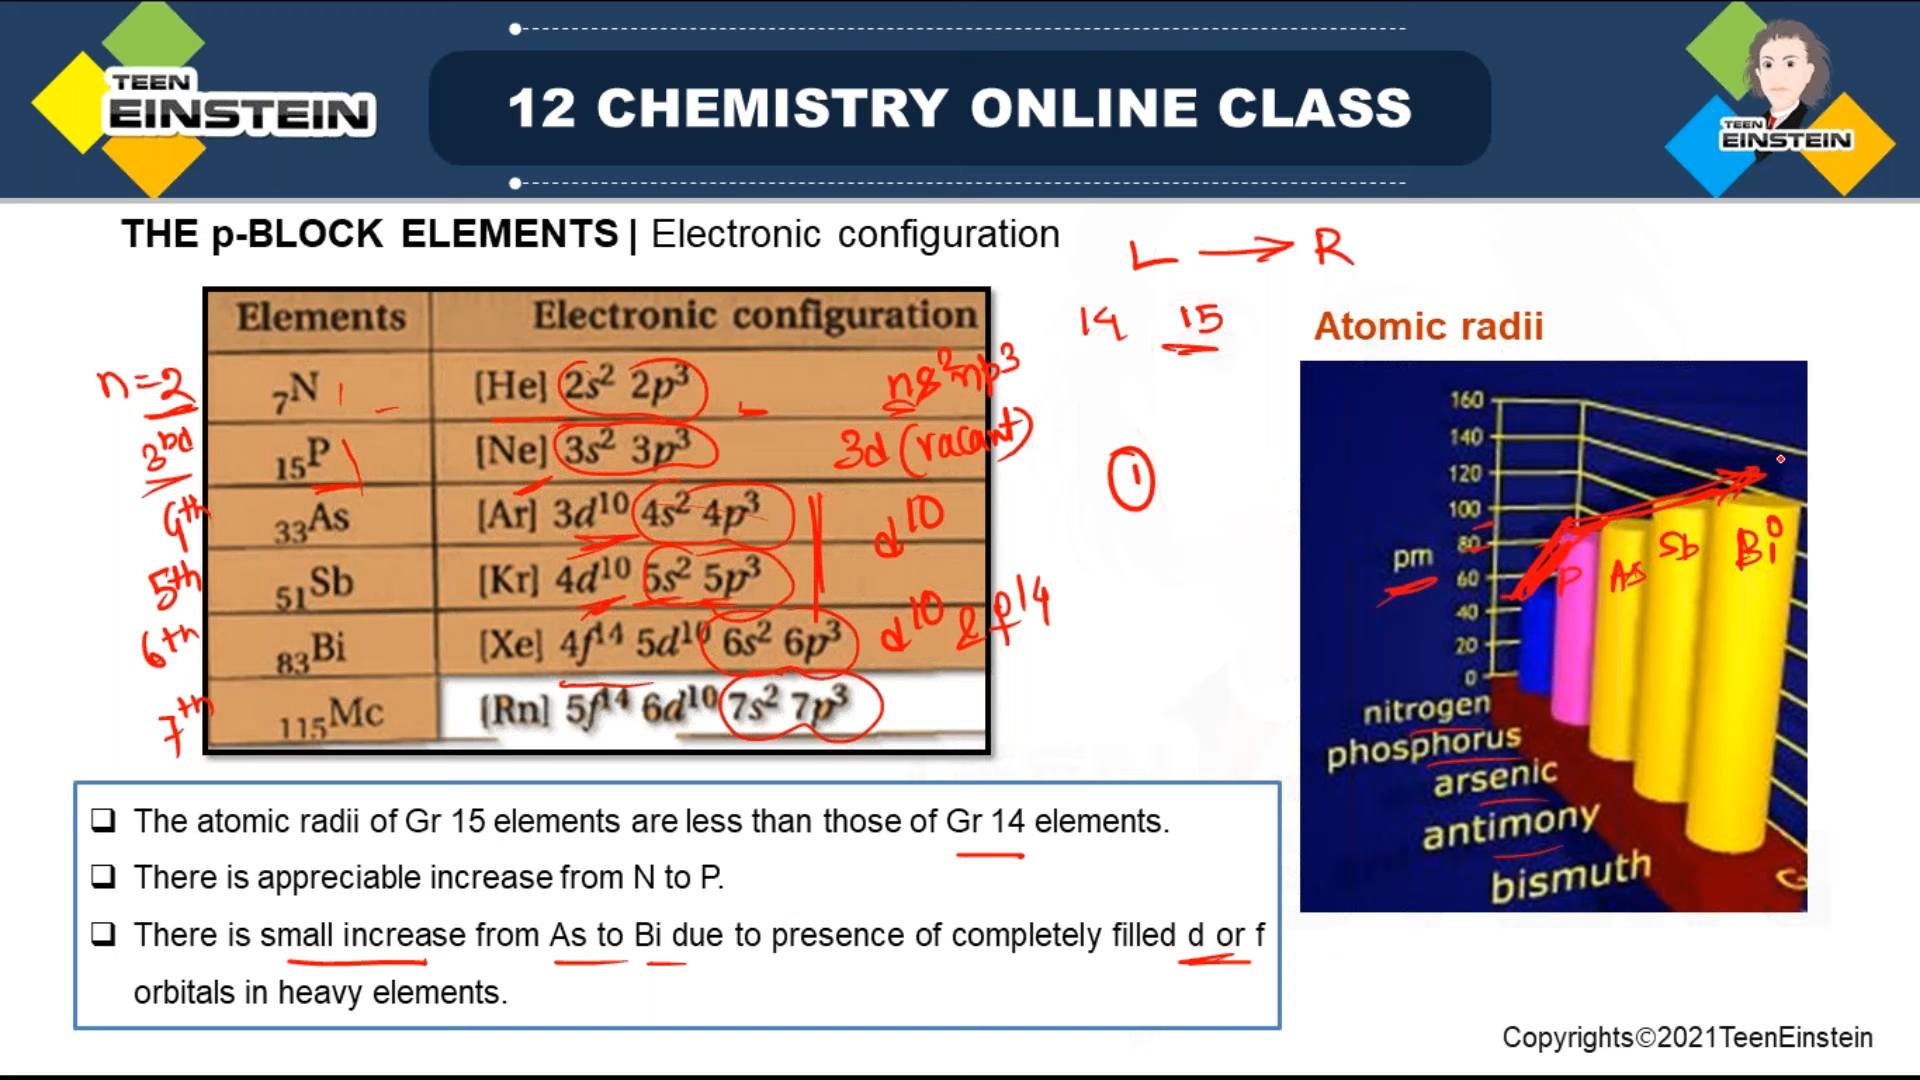 TEEN
EINSTEIN
12 CHEMISTRY ONLINE CLASS
TEEN
EINSTEIN
THE p-BLOCK ELEMENTS | Electronic configuration
L → R
14 15
Atomic radii
Elements Electronic configuration
n=2 ₇N [He] 2s² 2p³ ns²np³
3rd ₁₅P [Ne] 3s² 3p³ 3d (vacant)
4th ₃₃As [Ar] 3d¹⁰ 4s² 4p³ d¹⁰
5th ₅₁Sb [Kr] 4d¹⁰ 5s² 5p³
6th ₈₃Bi [Xe] 4f¹⁴ 5d¹⁰ 6s² 6p³ d¹⁰ & f¹⁴
7th ₁₁₅Mc [Rn] 5f¹⁴ 6d¹⁰ 7s² 7p³
1
160
140
120
100
80
60
40
20
0
pm
P As Sb Bi
nitrogen
phosphorus
arsenic
antimony
bismuth
❑ The atomic radii of Gr 15 elements are less than those of Gr 14 elements.
❑ There is appreciable increase from N to P.
❑ There is small increase from As to Bi due to presence of completely filled d or f
orbitals in heavy elements.
Copyrights©2021TeenEinstein